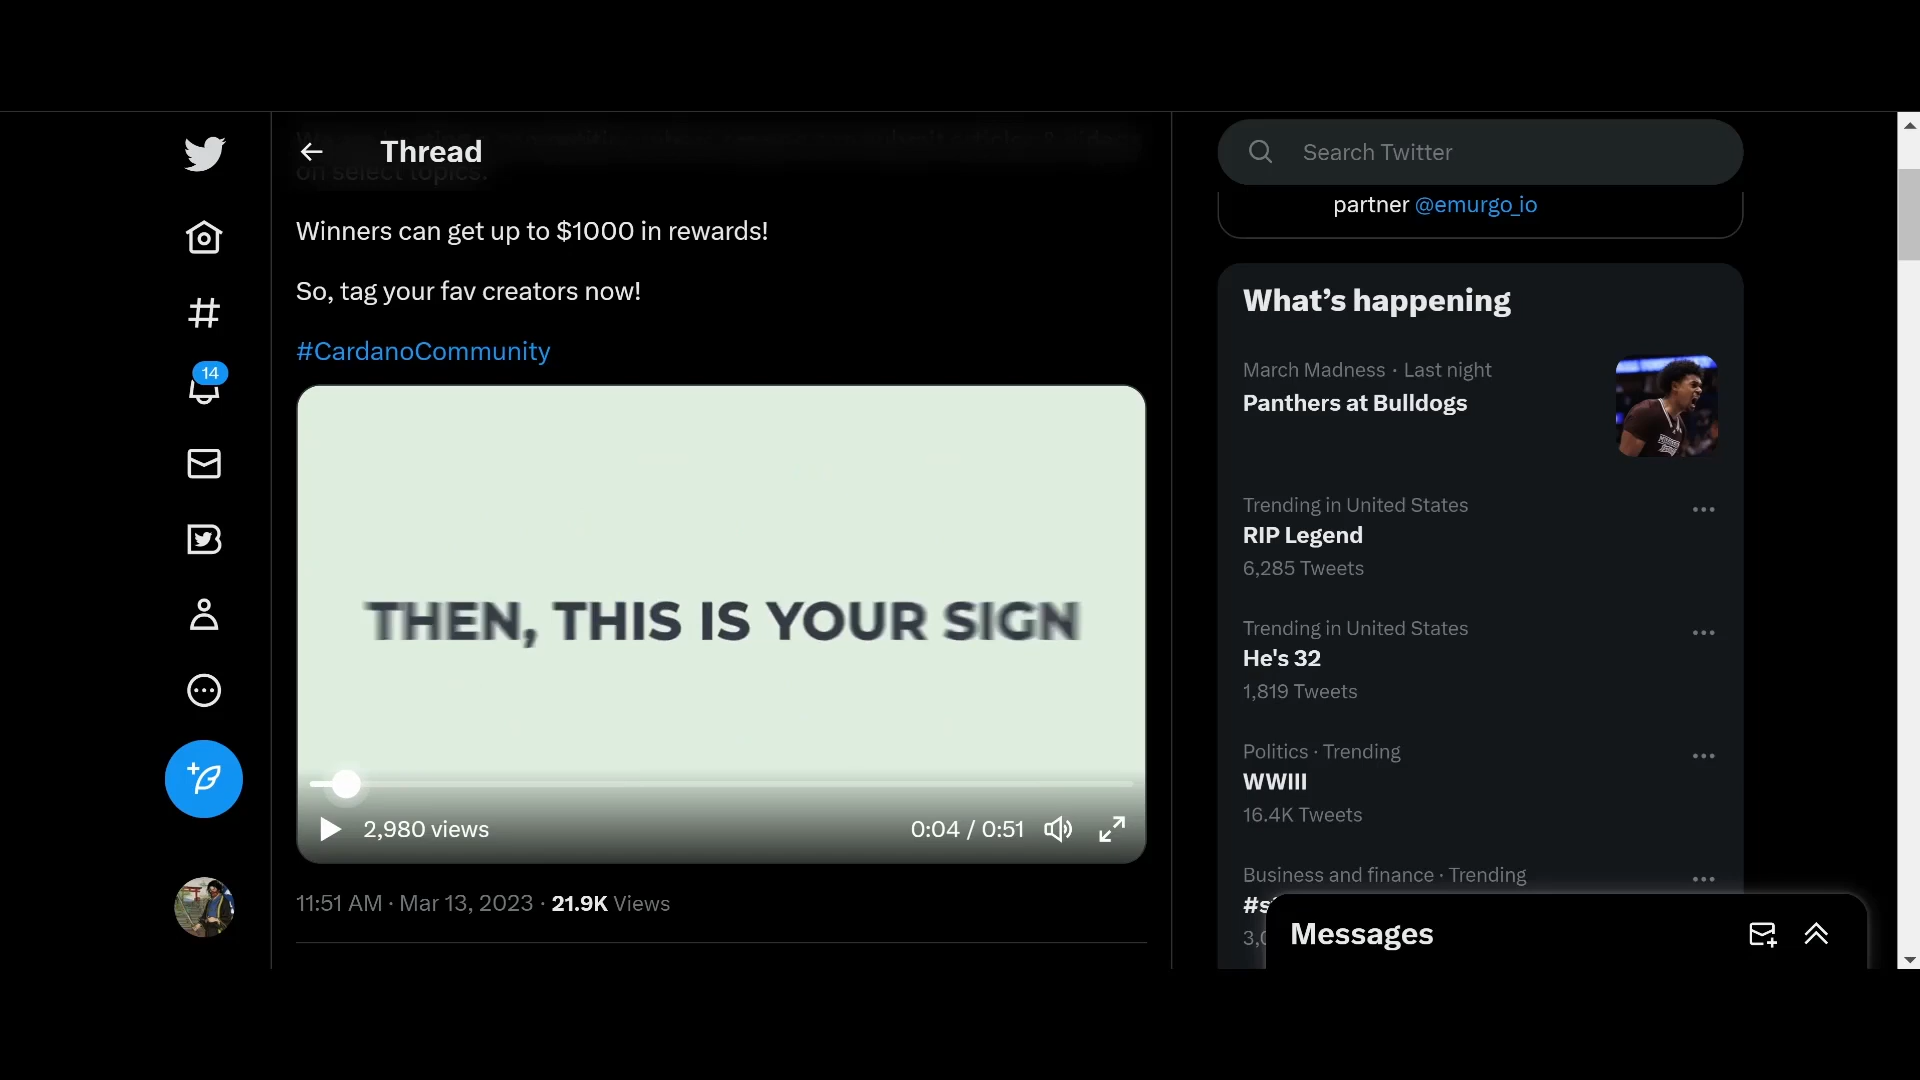 Thread
on select topics.
Winners can get up to $1000 in rewards!
So, tag your fav creators now!
#CardanoCommunity
14
THEN, THIS IS YOUR SIGN
2,980 views
0:04 / 0:51
11:51 AM · Mar 13, 2023 · 21.9K Views
Search Twitter
partner @emurgo_io
What's happening
March Madness · Last night
Panthers at Bulldogs
Trending in United States
RIP Legend
6,285 Tweets
Trending in United States
He's 32
1,819 Tweets
Politics · Trending
WWIII
16.4K Tweets
Business and finance · Trending
Messages